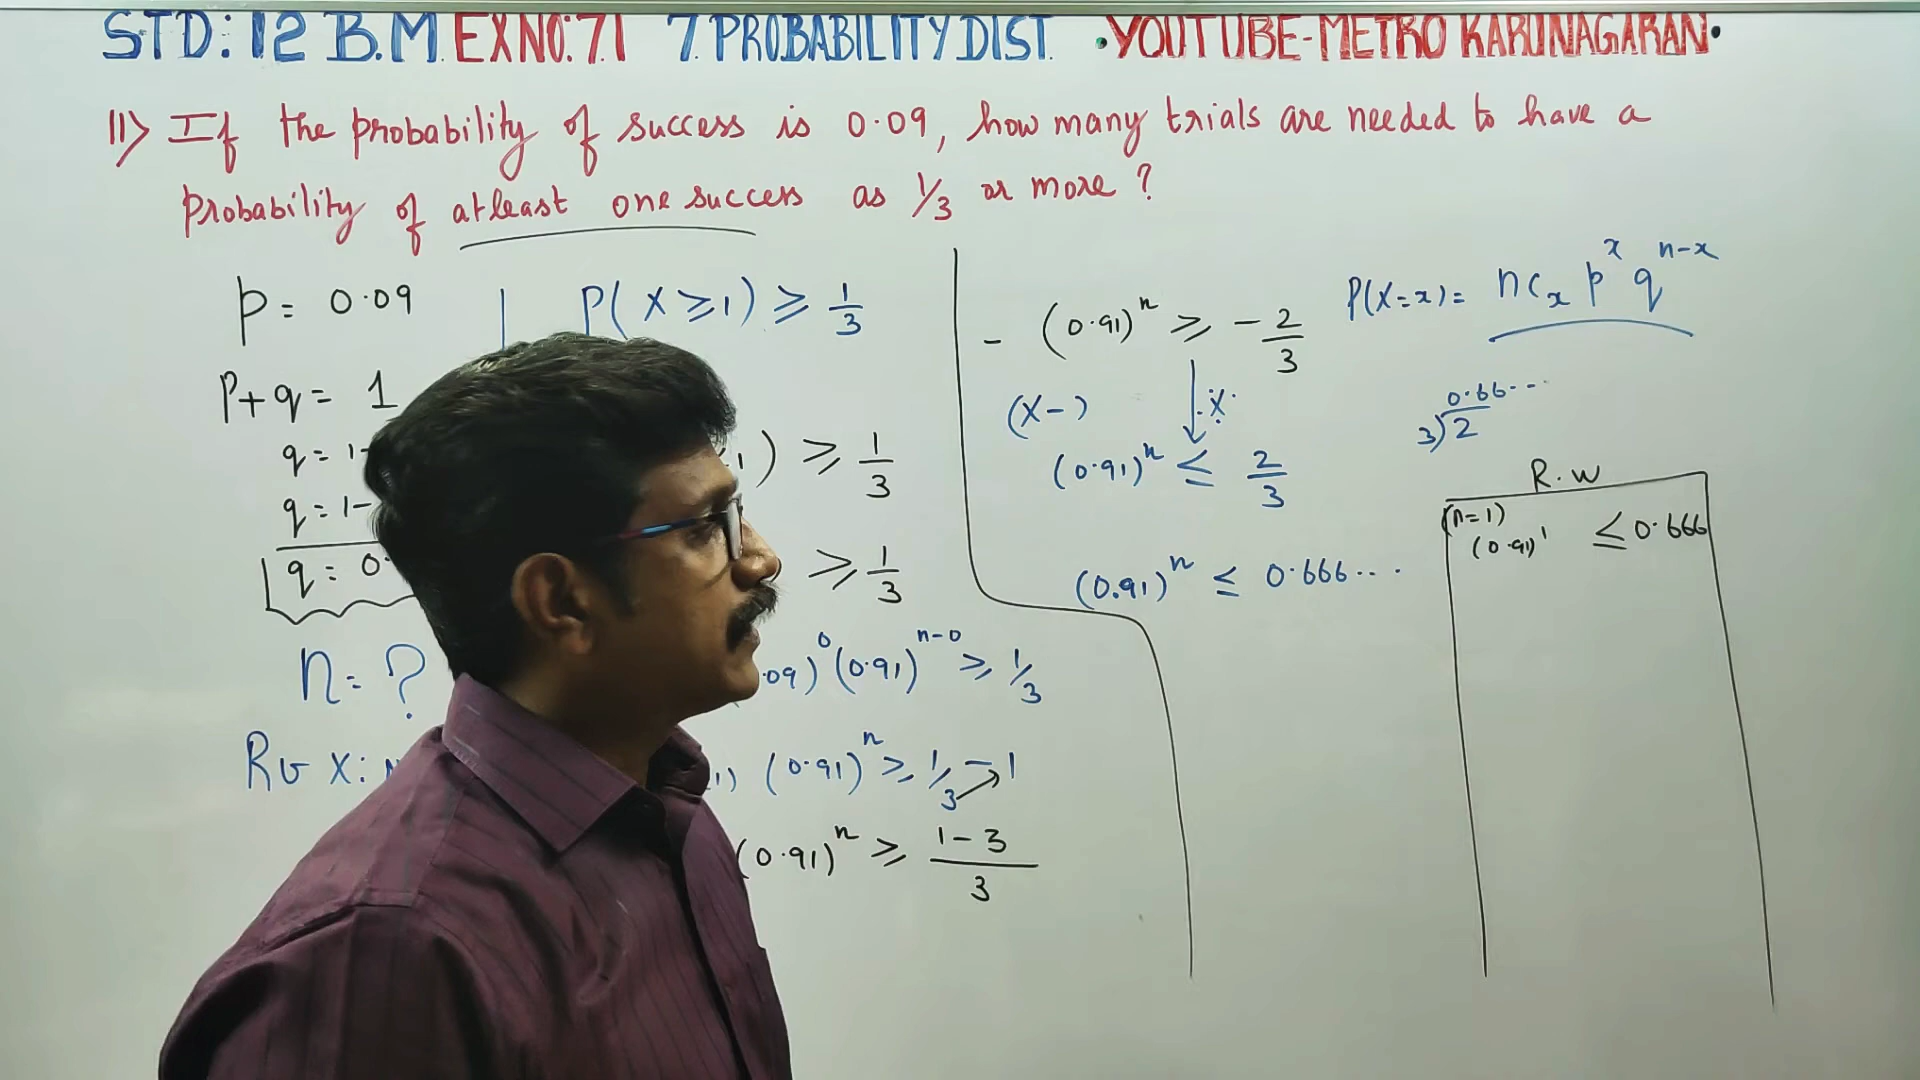 STD: 12 B.M. EX NO: 7.1 7. PROBABILITY DIST. •YOUTUBE-METRO KARUNAGARAN•
11) If the probability of success is 0.09, how many trials are needed to have a
probability of atleast one success as 1/3 or more?
p = 0.09
p+q = 1
q = 1-
q = 1-
q = 0.
n = ?
Rv X:
P(X ≥ 1) ≥ 1/3
1) ≥ 1/3
≥ 1/3
09)^0 (0.91)^n-0 ≥ 1/3
(0.91)^n ≥ 1/3 - 1
(0.91)^n ≥ 1-3/3
- (0.91)^n ≥ - 2/3
(X-)
(0.91)^n ≤ 2/3
(0.91)^n ≤ 0.666...
P(X=x) = nCx p^x q^n-x
0.66...
3)2
R.W
(n=1)
(0.91)^1 ≤ 0.666